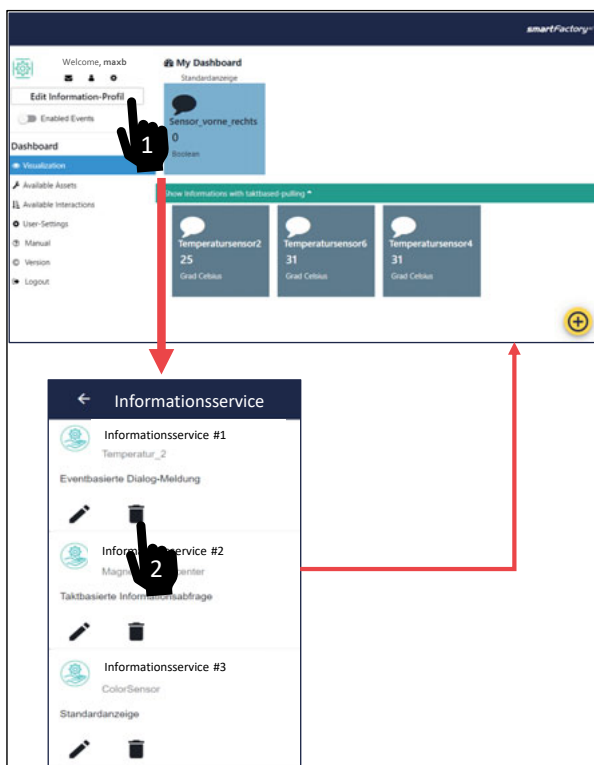 smartFactory
Welcome, maxb
Edit Information-Profil
Enabled Events
Dashboard
Visualization
Available Assets
Available Interactions
User-Settings
Manual
Version
Logout
My Dashboard
Standardanzeige
Sensor_vorne_rechts
0
Boolean
1
Show Informations with taktbased-pulling
Temperatursensor2
25
Grad Celsius
Temperatursensor6
31
Grad Celsius
Temperatursensor4
31
Grad Celsius
Informationsservice
Informationsservice #1
Temperatur_2
Eventbasierte Dialog-Meldung
2
Informationsservice #2
Taktbasierte Informationsabfrage
Informationsservice #3
ColorSensor
Standardanzeige